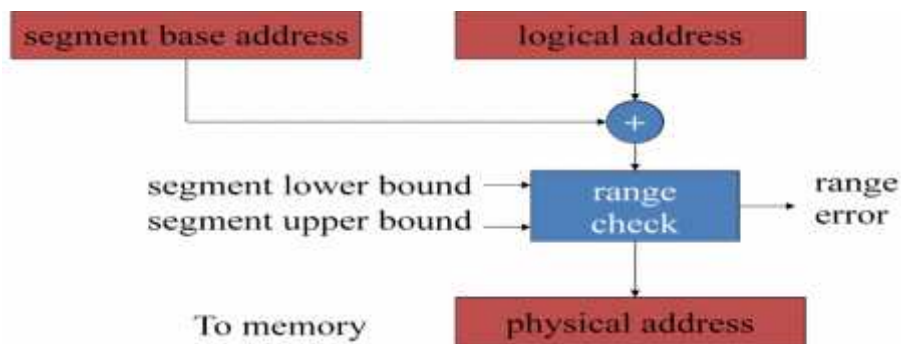 segment base address
logical address
+
segment lower bound
segment upper bound
range
check
range
error
To memory
physical address